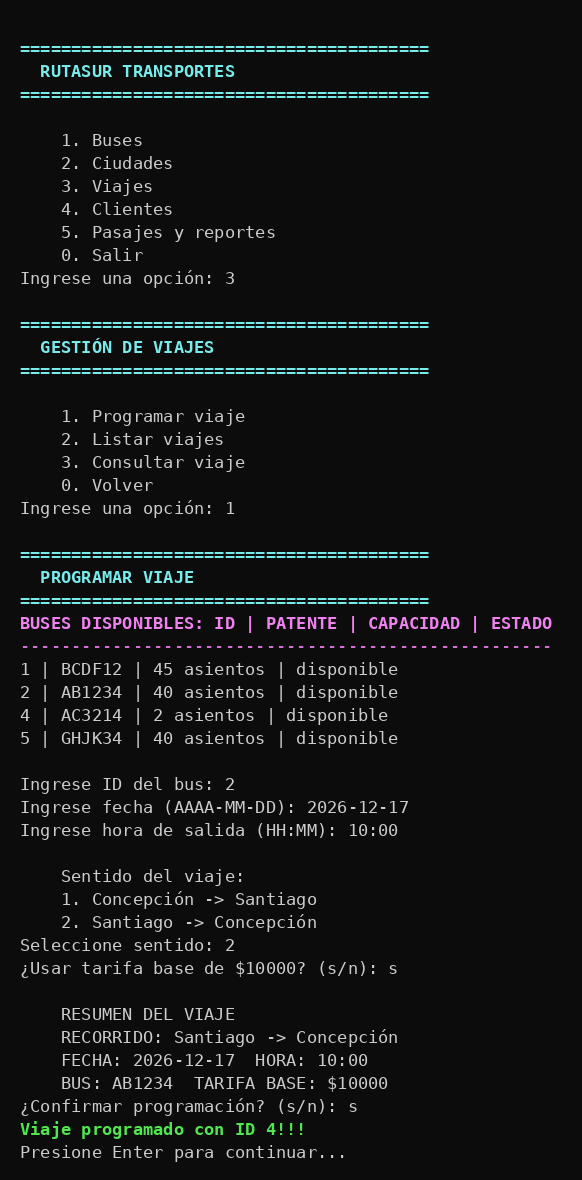 ========================================
  RUTASUR TRANSPORTES
========================================

    1. Buses
    2. Ciudades
    3. Viajes
    4. Clientes
    5. Pasajes y reportes
    0. Salir
Ingrese una opción: 3

========================================
  GESTIÓN DE VIAJES
========================================

    1. Programar viaje
    2. Listar viajes
    3. Consultar viaje
    0. Volver
Ingrese una opción: 1

========================================
  PROGRAMAR VIAJE
========================================
BUSES DISPONIBLES: ID | PATENTE | CAPACIDAD | ESTADO
----------------------------------------------------
1 | BCDF12 | 45 asientos | disponible
2 | AB1234 | 40 asientos | disponible
4 | AC3214 | 2 asientos | disponible
5 | GHJK34 | 40 asientos | disponible

Ingrese ID del bus: 2
Ingrese fecha (AAAA-MM-DD): 2026-12-17
Ingrese hora de salida (HH:MM): 10:00

    Sentido del viaje:
    1. Concepción -> Santiago
    2. Santiago -> Concepción
Seleccione sentido: 2
¿Usar tarifa base de $10000? (s/n): s

    RESUMEN DEL VIAJE
    RECORRIDO: Santiago -> Concepción
    FECHA: 2026-12-17  HORA: 10:00
    BUS: AB1234  TARIFA BASE: $10000
¿Confirmar programación? (s/n): s
Viaje programado con ID 4!!!
Presione Enter para continuar...